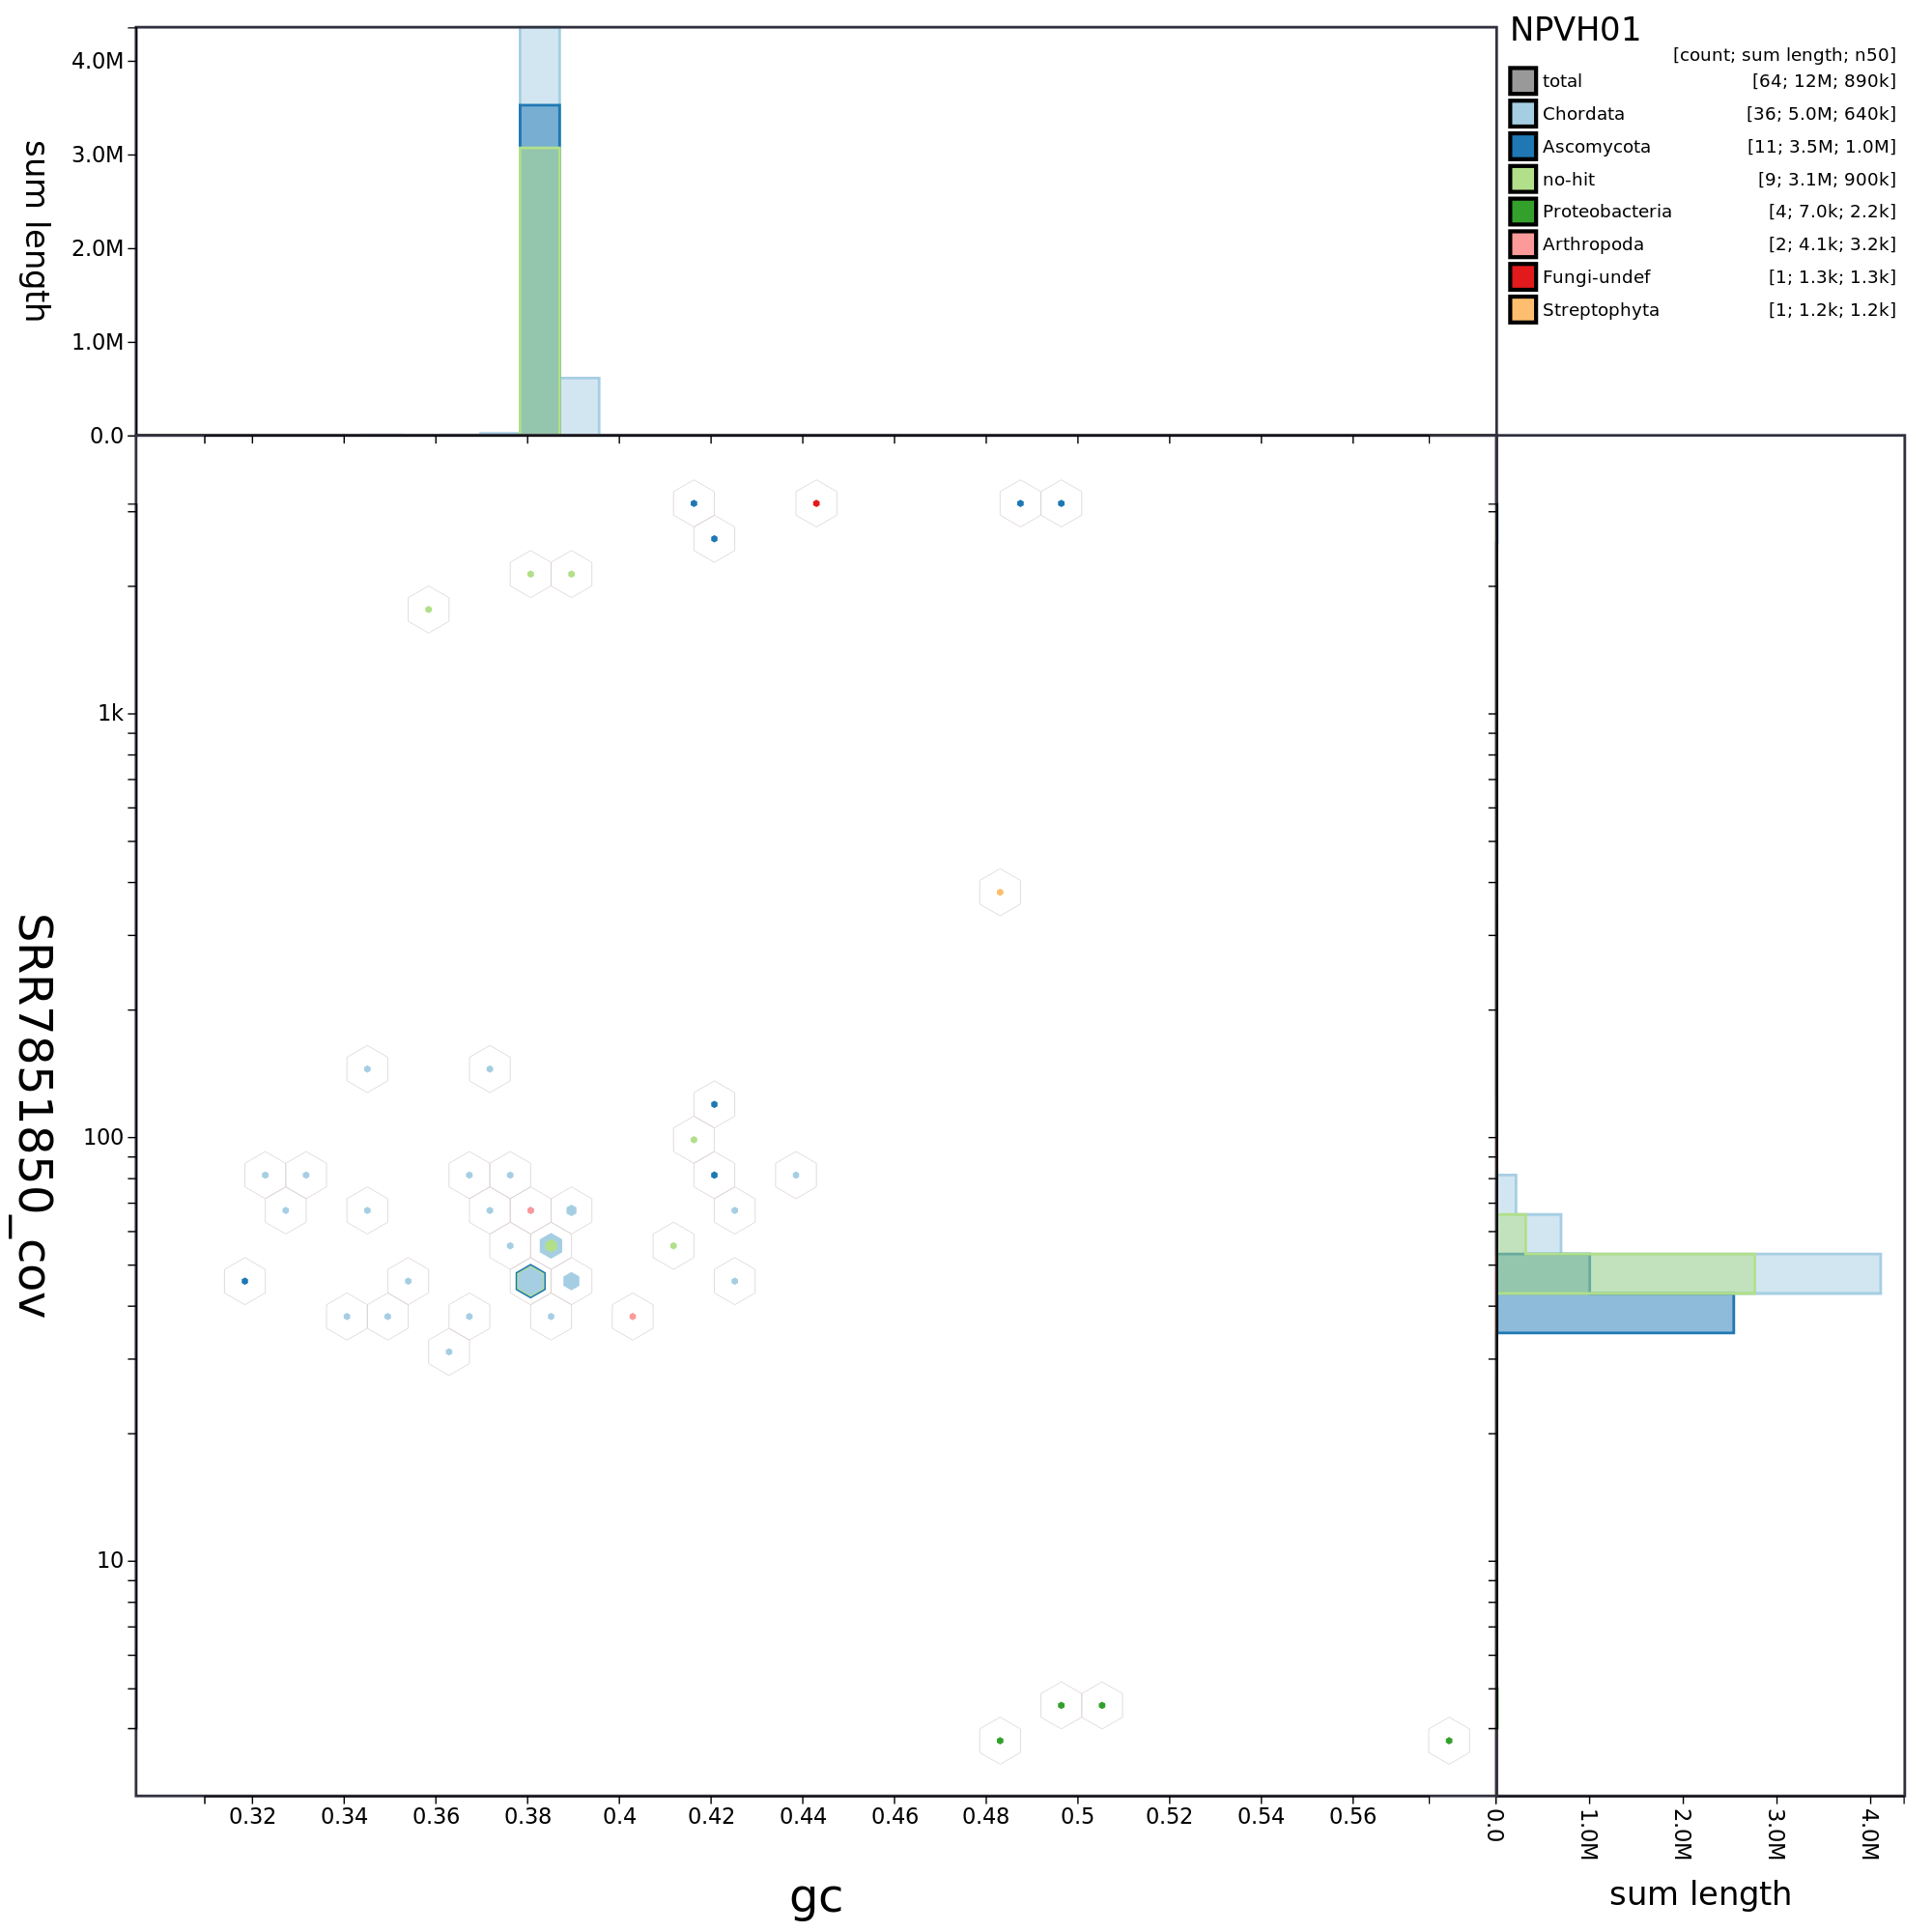 NPVH01
[count; sum length; n50]
total [64; 12M; 890k]
Chordata [36; 5.0M; 640k]
Ascomycota [11; 3.5M; 1.0M]
no-hit [9; 3.1M; 900k]
Proteobacteria [4; 7.0k; 2.2k]
Arthropoda [2; 4.1k; 3.2k]
Fungi-undef [1; 1.3k; 1.3k]
Streptophyta [1; 1.2k; 1.2k]
sum length
4.0M
3.0M
2.0M
1.0M
0.0
SRR7851850_cov
1k
100
10
0.32 0.34 0.36 0.38 0.4 0.42 0.44 0.46 0.48 0.5 0.52 0.54 0.56
gc
0.0 1.0M 2.0M 3.0M 4.0M
sum length